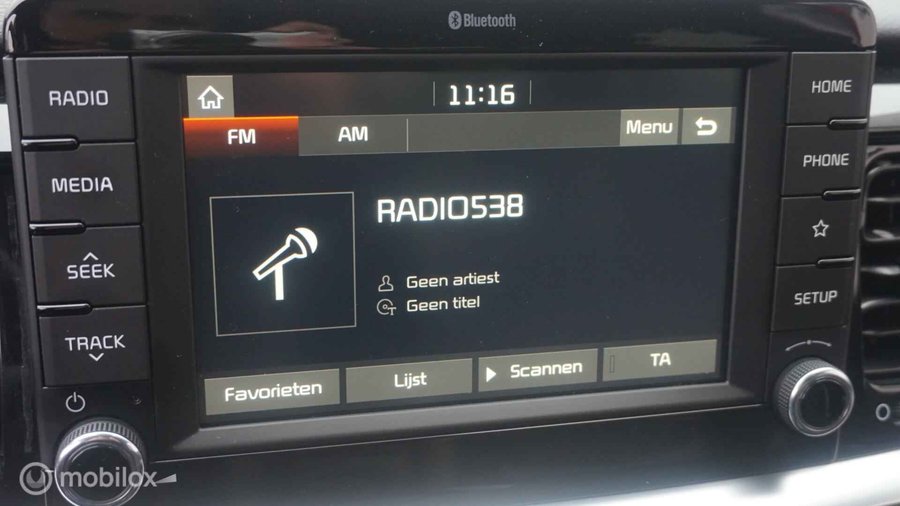 Bluetooth
RADIO
MEDIA
SEEK
TRACK
11:16
FM
AM
Menu
RADIO538
Geen artiest
Geen titel
Favorieten
Lijst
Scannen
TA
HOME
PHONE
SETUP
mobilox